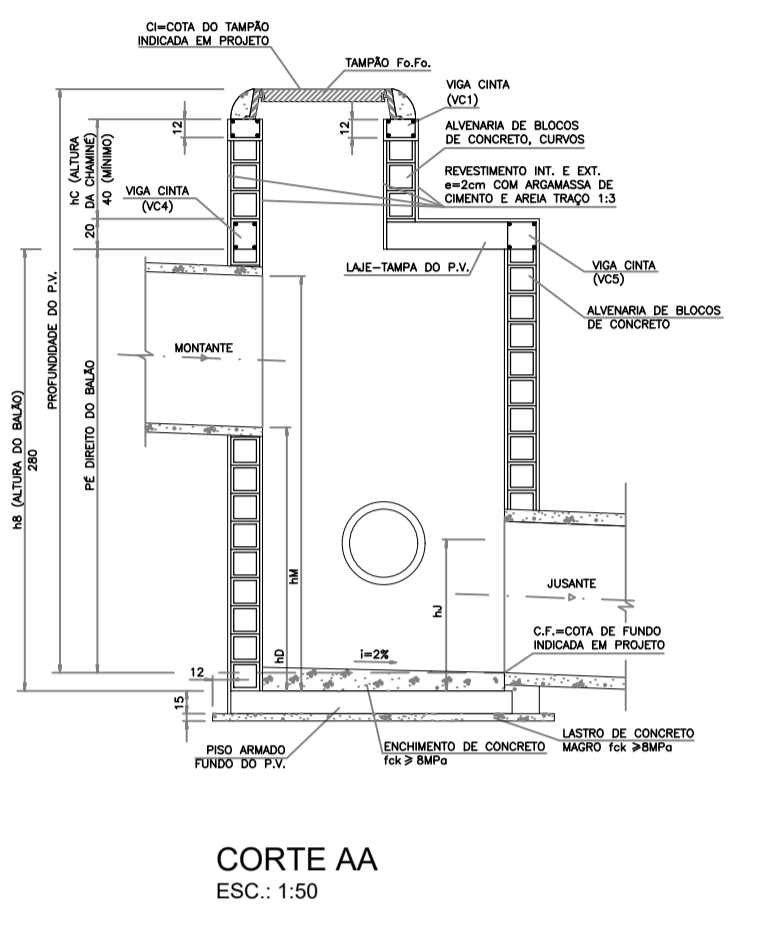 CI=COTA DO TAMPÃO
INDICADA EM PROJETO
TAMPÃO Fo.Fo.
VIGA CINTA
(VC1)
12
12
ALVENARIA DE BLOCOS
DE CONCRETO, CURVOS
hC (ALTURA
DA CHAMINÉ)
40 (MÍNIMO)
REVESTIMENTO INT. E EXT.
e=2cm COM ARGAMASSA DE
CIMENTO E AREIA TRAÇO 1:3
VIGA CINTA
(VC4)
20
LAJE-TAMPA DO P.V.
VIGA CINTA
(VC5)
ALVENARIA DE BLOCOS
DE CONCRETO
PROFUNDIDADE DO P.V.
MONTANTE
PÉ DIREITO DO BALÃO
hB (ALTURA DO BALÃO)
280
hM
hJ
JUSANTE
hD
i=2%
C.F.=COTA DE FUNDO
INDICADA EM PROJETO
12
15
PISO ARMADO
FUNDO DO P.V.
ENCHIMENTO DE CONCRETO
fck ⩾ 8MPa
LASTRO DE CONCRETO
MAGRO fck ⩾8MPa
CORTE AA
ESC.: 1:50